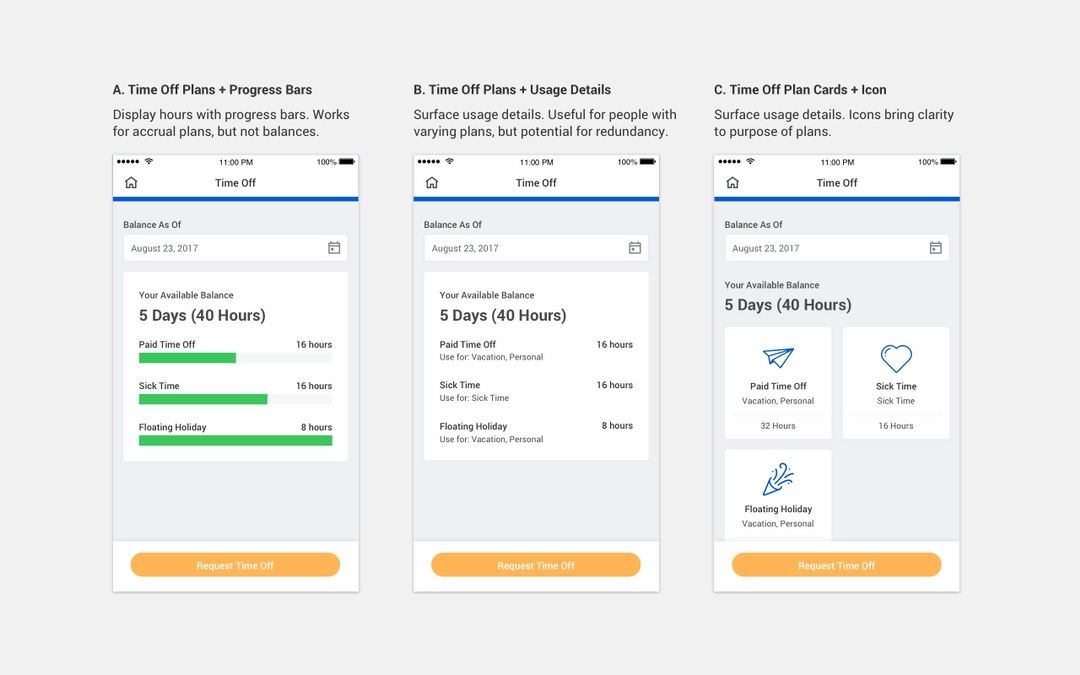 A. Time Off Plans + Progress Bars
Display hours with progress bars. Works
for accrual plans, but not balances.
11:00 PM
100%
Time Off
Balance As Of
August 23, 2017
Your Available Balance
5 Days (40 Hours)
Paid Time Off 16 hours
Sick Time 16 hours
Floating Holiday 8 hours
Request Time Off
B. Time Off Plans + Usage Details
Surface usage details. Useful for people with
varying plans, but potential for redundancy.
11:00 PM
100%
Time Off
Balance As Of
August 23, 2017
Your Available Balance
5 Days (40 Hours)
Paid Time Off 16 hours
Use for: Vacation, Personal
Sick Time 16 hours
Use for: Sick Time
Floating Holiday 8 hours
Use for: Vacation, Personal
Request Time Off
C. Time Off Plan Cards + Icon
Surface usage details. Icons bring clarity
to purpose of plans.
11:00 PM
100%
Time Off
Balance As Of
August 23, 2017
Your Available Balance
5 Days (40 Hours)
Paid Time Off
Vacation, Personal
32 Hours
Sick Time
Sick Time
16 Hours
Floating Holiday
Vacation, Personal
Request Time Off